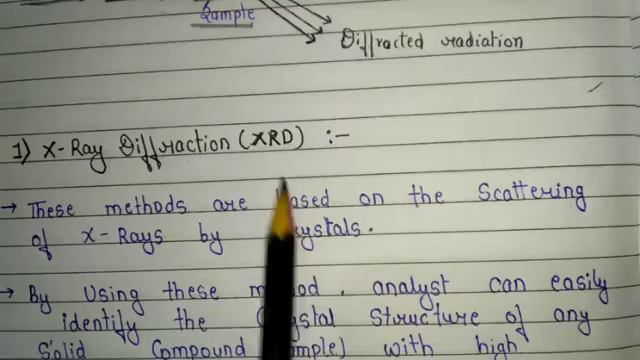 Sample
Diffracted radiation
1) X-Ray Diffraction (XRD) :-
→ These methods are based on the Scattering
of X-Rays by Crystals.
→ By Using these method, analyst can easily
identify the Crystal Structure of any
Solid Compound (Sample) with high